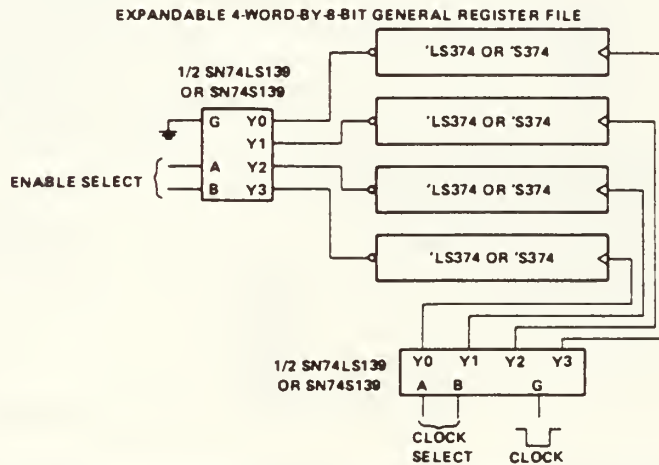 EXPANDABLE 4-WORD-BY-8-BIT GENERAL REGISTER FILE
1/2 SN74LS139
OR SN74S139
G Y0
Y1
A Y2
B Y3
ENABLE SELECT
'LS374 OR 'S374
'LS374 OR 'S374
'LS374 OR 'S374
'LS374 OR 'S374
1/2 SN74LS139
OR SN74S139
Y0 Y1 Y2 Y3
A B G
CLOCK
SELECT
CLOCK